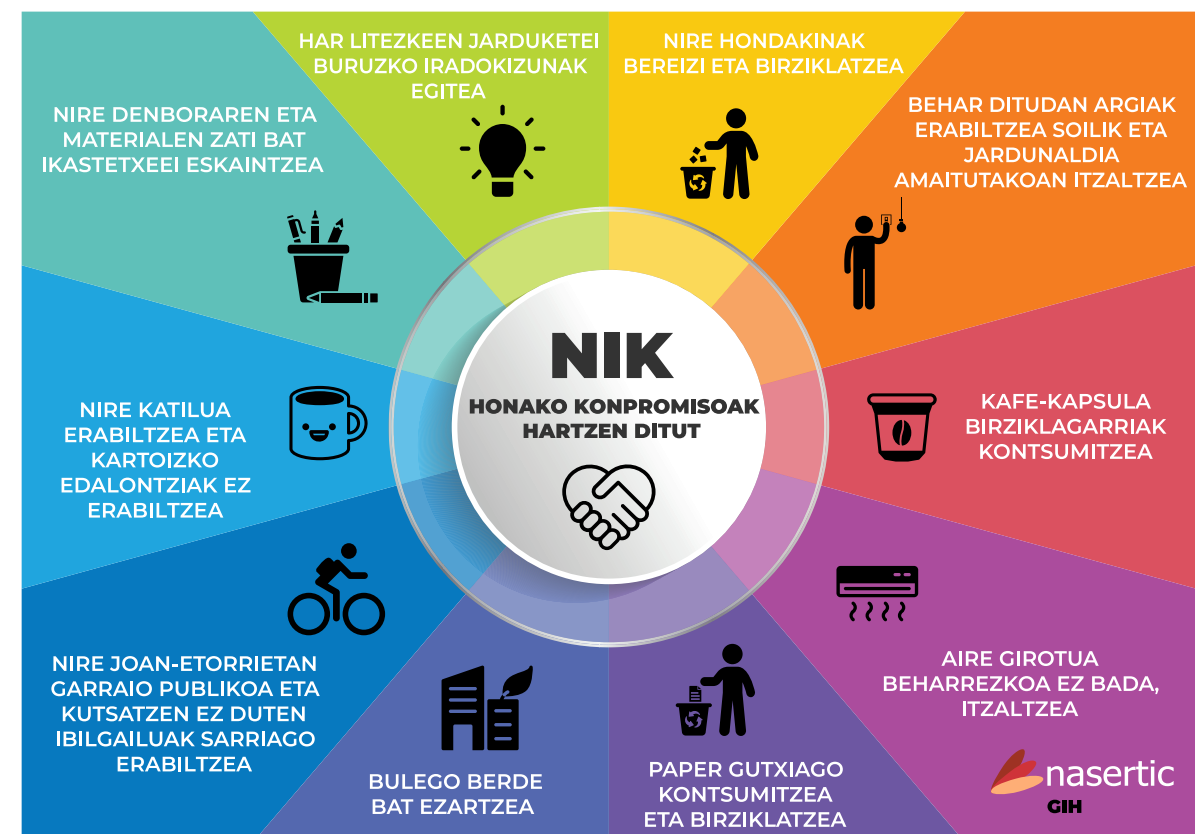 HAR LITEZKEEN JARDUKETEI
BURUZKO IRADOKIZUNAK
EGITEA
NIRE HONDAKINAK
BEREIZI ETA BIRZIKLATZEA
BEHAR DITUDAN ARGIAK
ERABILTZEA SOILIK ETA
JARDUNALDIA
AMAITUTAKOAN ITZALTZEA
KAFE-KAPSULA
BIRZIKLAGARRIAK
KONTSUMITZEA
AIRE GIROTUA
BEHARREZKOA EZ BADA,
ITZALTZEA
PAPER GUTXIAGO
KONTSUMITZEA
ETA BIRZIKLATZEA
BULEGO BERDE
BAT EZARTZEA
NIRE JOAN-ETORRIETAN
GARRAIO PUBLIKOA ETA
KUTSATZEN EZ DUTEN
IBILGAILUAK SARRIAGO
ERABILTZEA
NIRE KATILUA
ERABILTZEA ETA
KARTOIZKO
EDALONTZIAK EZ
ERABILTZEA
NIRE DENBORAREN ETA
MATERIALEN ZATI BAT
IKASTETXEEI ESKAINTZEA
NIK
HONAKO KONPROMISOAK
HARTZEN DITUT
nasertic
GIH